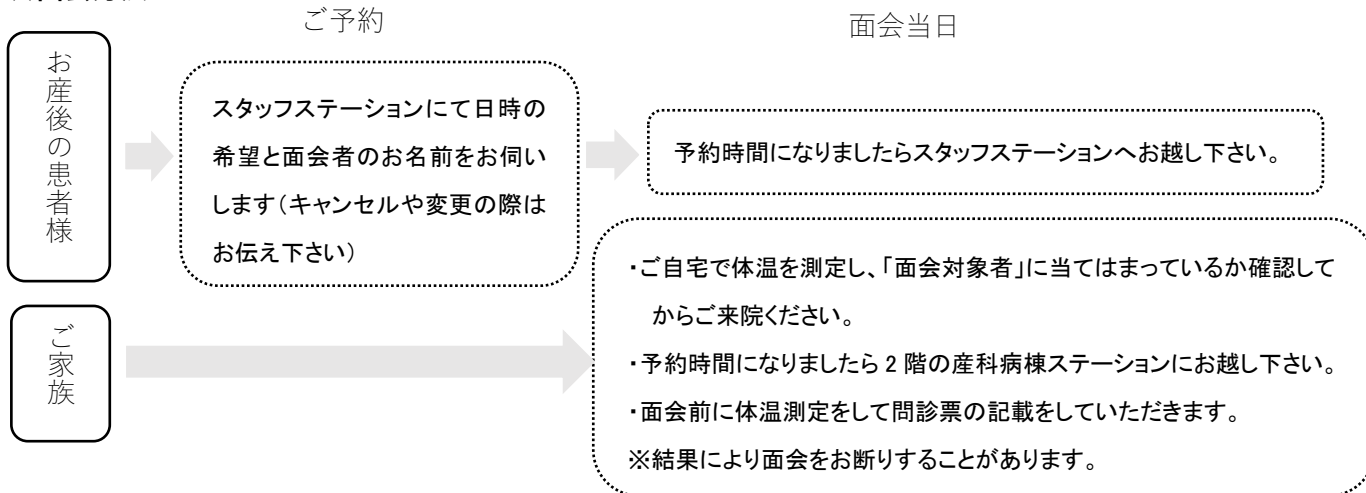 ご予約
面会当日
お産後の患者様
スタッフステーションにて日時の
希望と面会者のお名前をお伺い
します（キャンセルや変更の際は
お伝え下さい）
予約時間になりましたらスタッフステーションへお越し下さい。
ご家族
・ご自宅で体温を測定し、「面会対象者」に当てはまっているか確認して
からご来院ください。
・予約時間になりましたら 2 階の産科病棟ステーションにお越し下さい。
・面会前に体温測定をして問診票の記載をしていただきます。
※結果により面会をお断りすることがあります。